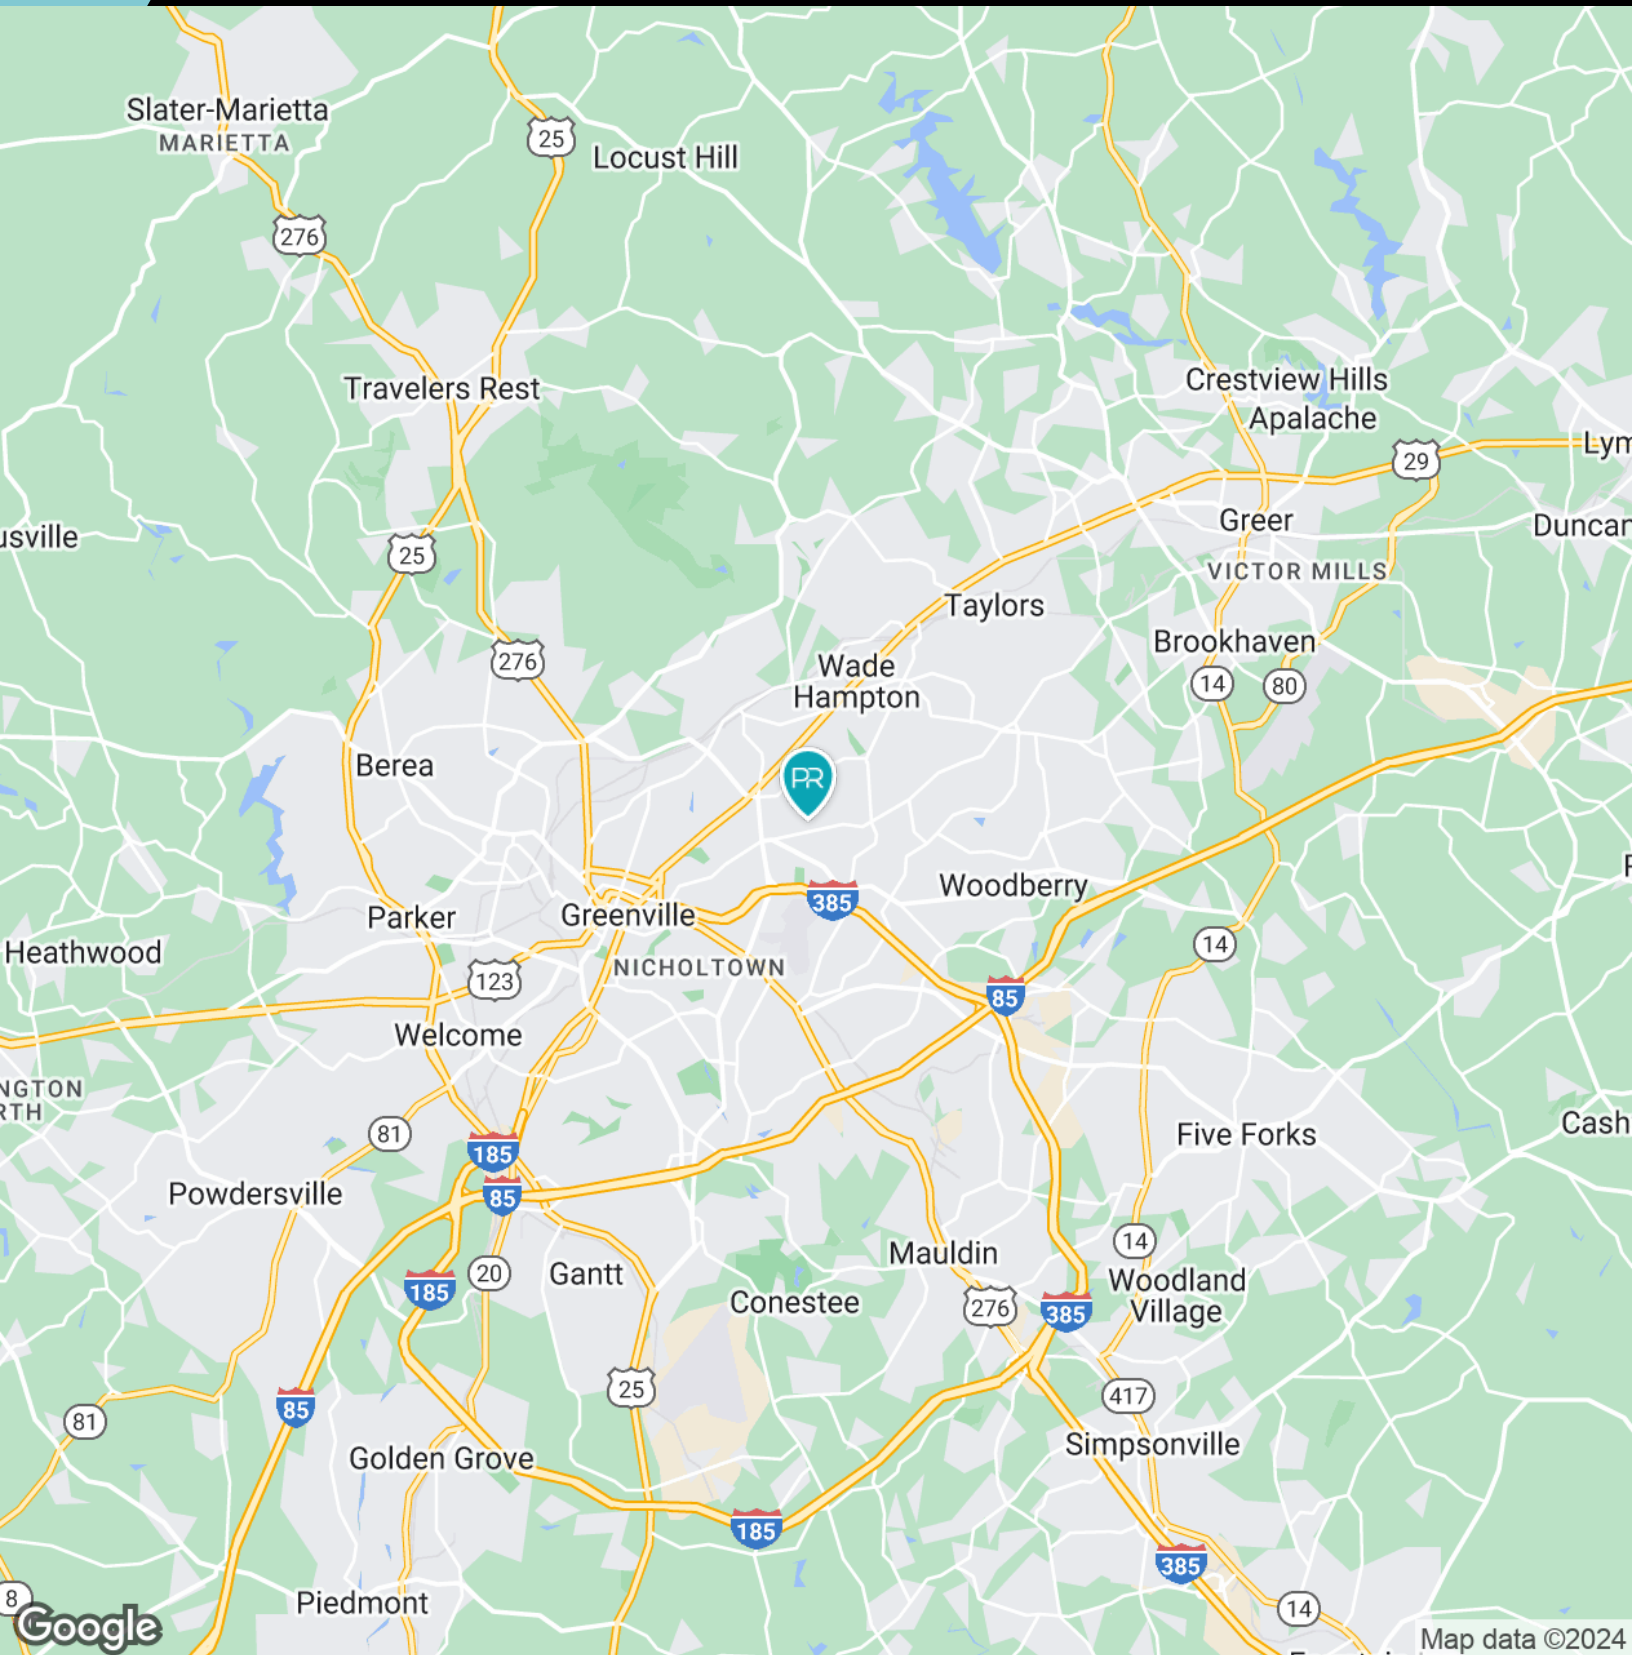 Slater-Marietta
MARIETTA
25
Locust Hill
276
Travelers Rest
Crestview Hills
Apalache
29
Lym
Greer
Duncan
usville
25
VICTOR MILLS
Taylors
Brookhaven
276
Wade
Hampton
14
80
Berea
PR
Woodberry
385
Parker
Greenville
Heathwood
14
NICHOLTOWN
123
85
Welcome
NGTON
RTH
81
Five Forks
Cash
185
Powdersville
85
14
Mauldin
20
Gantt
185
Woodland
Village
Conestee
276
385
25
417
85
81
Simpsonville
Golden Grove
185
385
8
Piedmont
14
Google
Map data ©2024